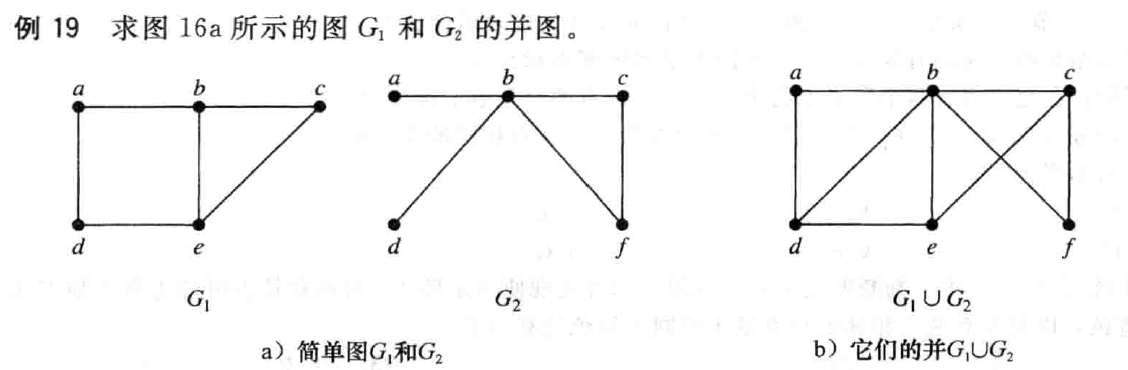 例 19 求图 16a 所示的图 G₁ 和 G₂ 的并图。
a b c
d e
G₁
a b c
d f
G₂
a b c
d e f
G₁ ∪ G₂
a）简单图G₁和G₂
b）它们的并G₁∪G₂